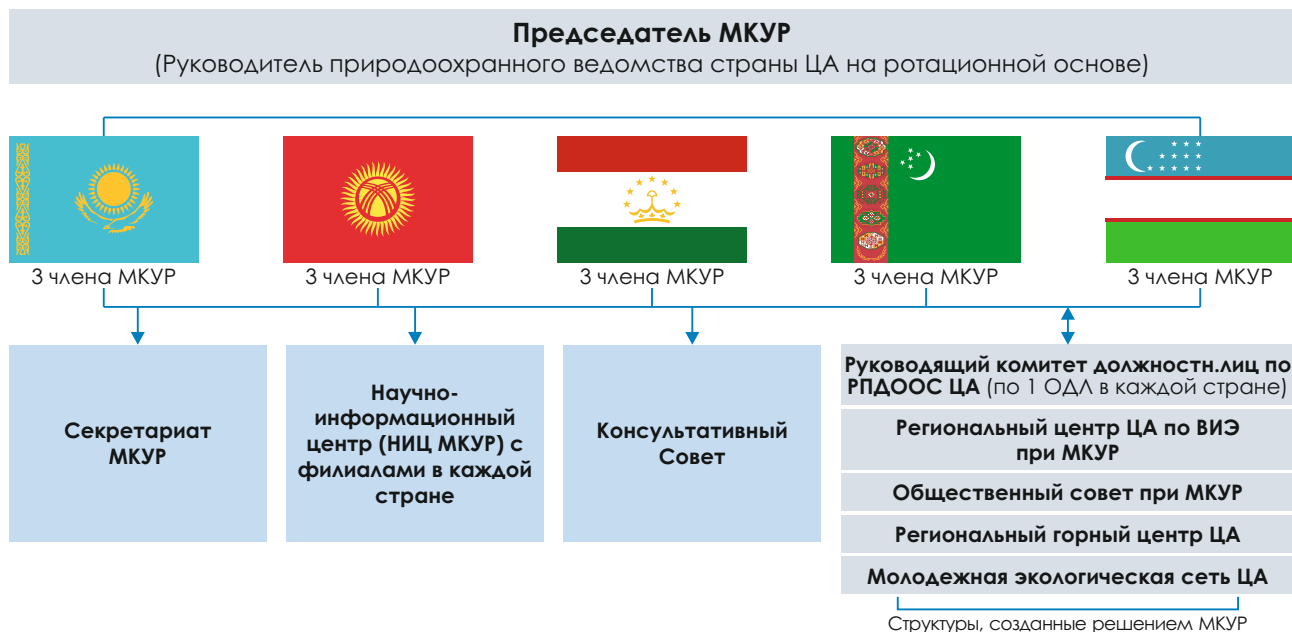 Председатель МКУР
(Руководитель природоохранного ведомства страны ЦА на ротационной основе)
3 члена МКУР
3 члена МКУР
3 члена МКУР
3 члена МКУР
3 члена МКУР
Секретариат
МКУР
Научно-
информационный
центр (НИЦ МКУР) с
филиалами в каждой
стране
Консультативный
Совет
Руководящий комитет должностн.лиц по
РПДООС ЦА (по 1 ОДЛ в каждой стране)
Региональный центр ЦА по ВИЭ
при МКУР
Общественный совет при МКУР
Региональный горный центр ЦА
Молодежная экологическая сеть ЦА
Структуры, созданные решением МКУР